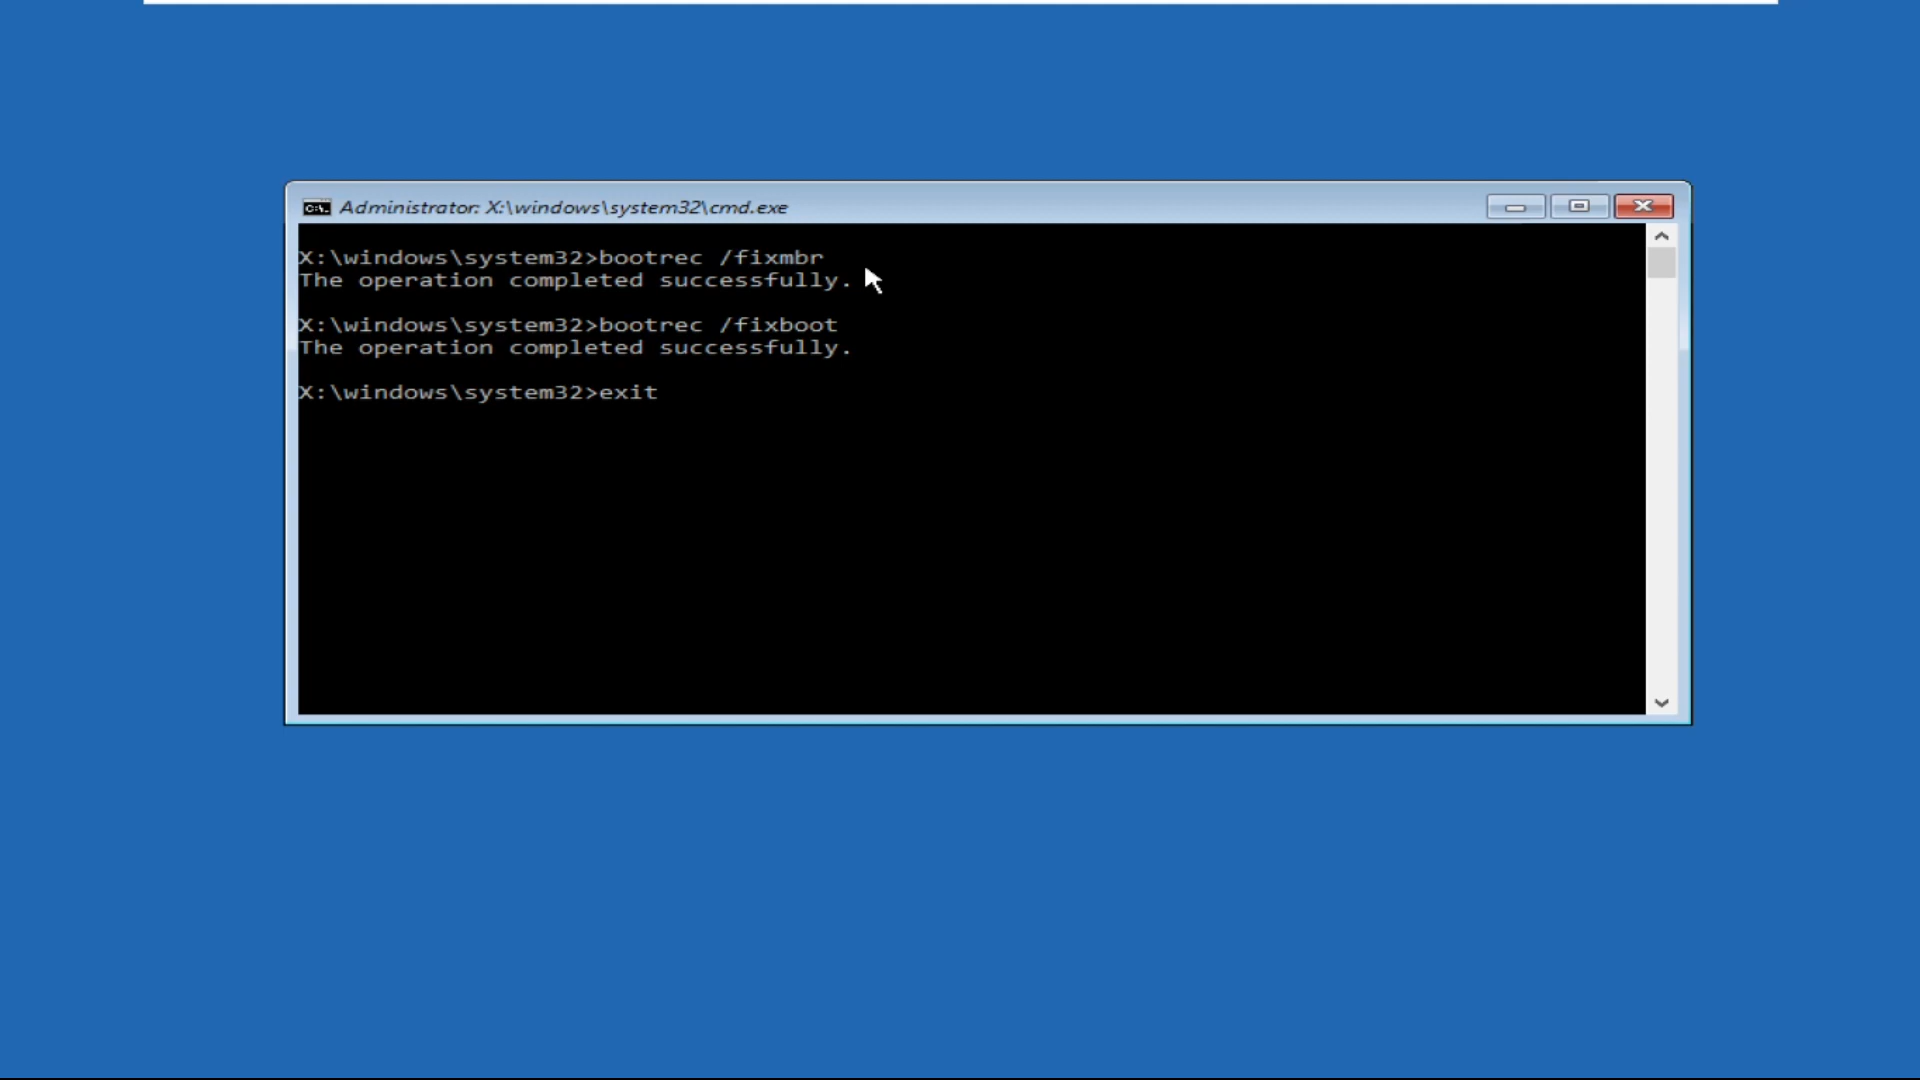 Administrator: X:\windows\system32\cmd.exe
X:\windows\system32>bootrec /fixmbr
The operation completed successfully.
X:\windows\system32>bootrec /fixboot
The operation completed successfully.
X:\windows\system32>exit